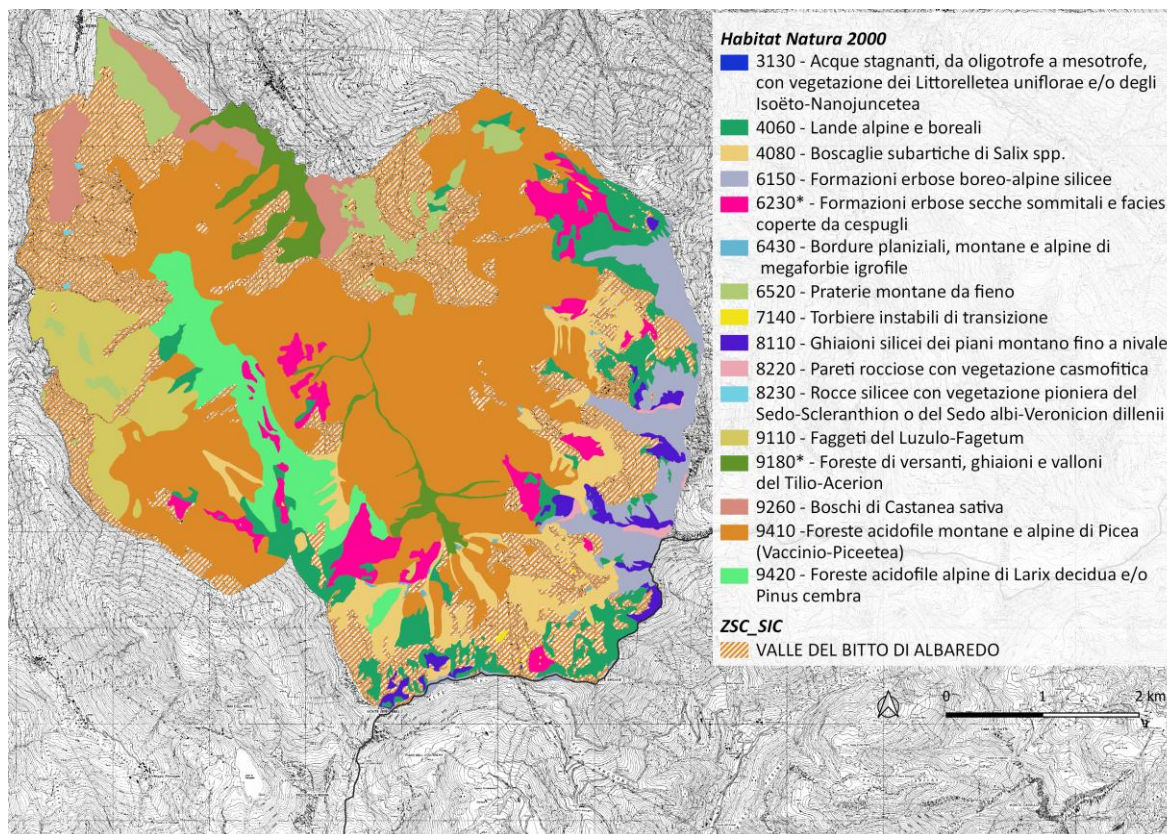 Habitat Natura 2000
3130 - Acque stagnanti, da oligotrofe a mesotrofe,
con vegetazione dei Littorelletea uniflorae e/o degli
Isoëto-Nanojuncetea
4060 - Lande alpine e boreali
4080 - Boscaglie subartiche di Salix spp.
6150 - Formazioni erbose boreo-alpine silicee
6230* - Formazioni erbose secche sommitali e facies
coperte da cespugli
6430 - Bordure planiziali, montane e alpine di
megaforbie igrofile
6520 - Praterie montane da fieno
7140 - Torbiere instabili di transizione
8110 - Ghiaioni silicei dei piani montano fino a nivale
8220 - Pareti rocciose con vegetazione casmofitica
8230 - Rocce silicee con vegetazione pioniera del
Sedo-Scleranthion o del Sedo albi-Veronicion dillenii
9110 - Faggeti del Luzulo-Fagetum
9180* - Foreste di versanti, ghiaioni e valloni
del Tilio-Acerion
9260 - Boschi di Castanea sativa
9410 -Foreste acidofile montane e alpine di Picea
(Vaccinio-Piceetea)
9420 - Foreste acidofile alpine di Larix decidua e/o
Pinus cembra
ZSC_SIC
VALLE DEL BITTO DI ALBAREDO
0 1 2 km